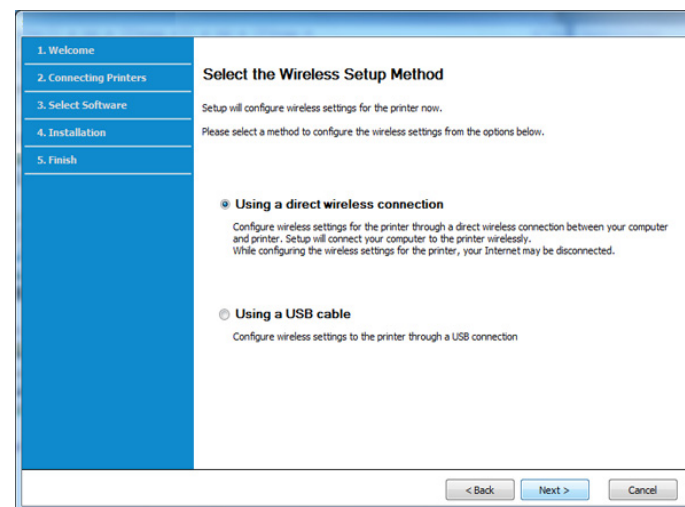 1. Welcome
2. Connecting Printers
3. Select Software
4. Installation
5. Finish
Select the Wireless Setup Method
Setup will configure wireless settings for the printer now.
Please select a method to configure the wireless settings from the options below.
Using a direct wireless connection
Configure wireless settings for the printer through a direct wireless connection between your computer
and printer. Setup will connect your computer to the printer wirelessly.
While configuring the wireless settings for the printer, your Internet may be disconnected.
Using a USB cable
Configure wireless settings to the printer through a USB connection
< Back
Next >
Cancel